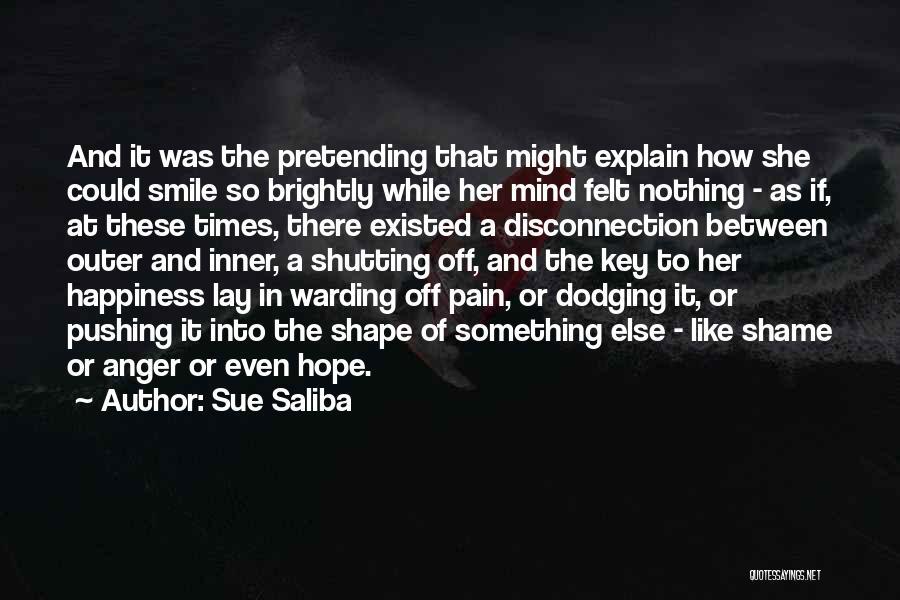 And it was the pretending that might explain how she
could smile so brightly while her mind felt nothing - as if,
at these times, there existed a disconnection between
outer and inner, a shutting off, and the key to her
happiness lay in warding off pain, or dodging it, or
pushing it into the shape of something else - like shame
or anger or even hope.
~ Author: Sue Saliba
QUOTESSAYINGS.NET